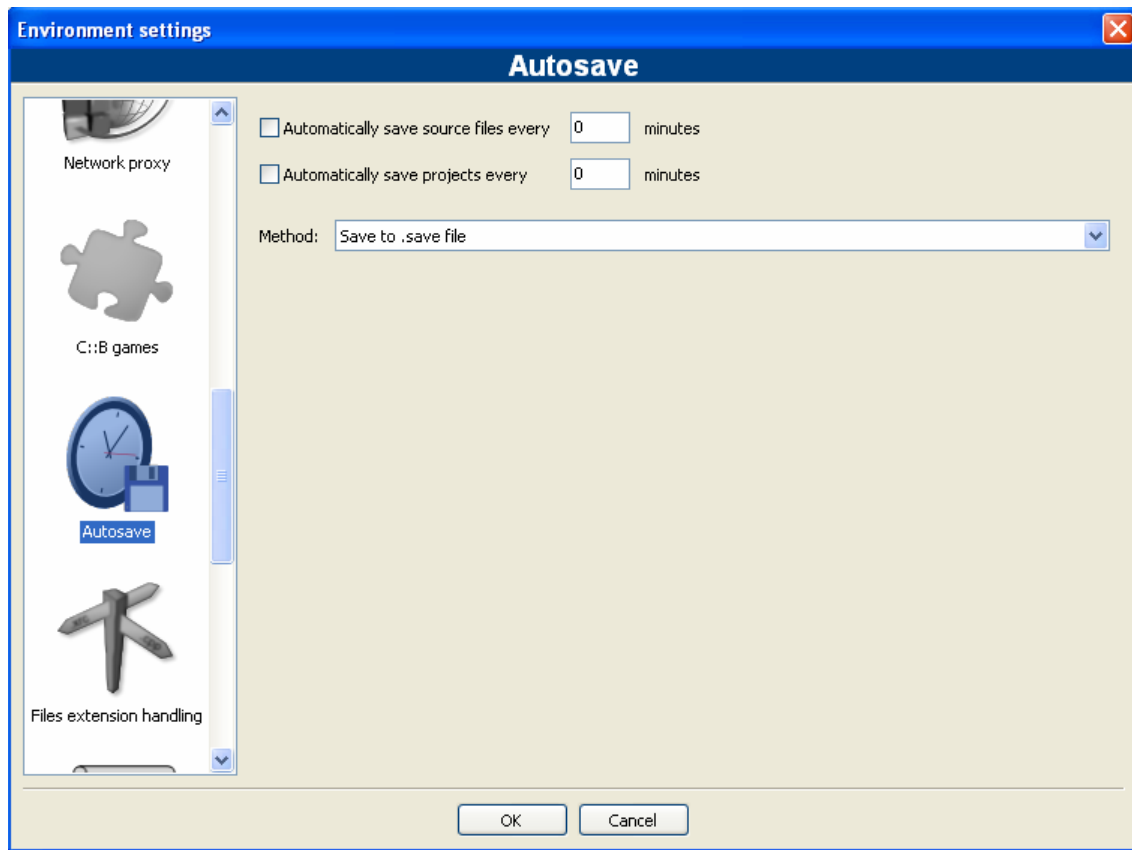 Environment settings
Autosave
Network proxy
C::B games
Autosave
Files extension handling
Automatically save source files every 0 minutes
Automatically save projects every 0 minutes
Method: Save to .save file
OK Cancel